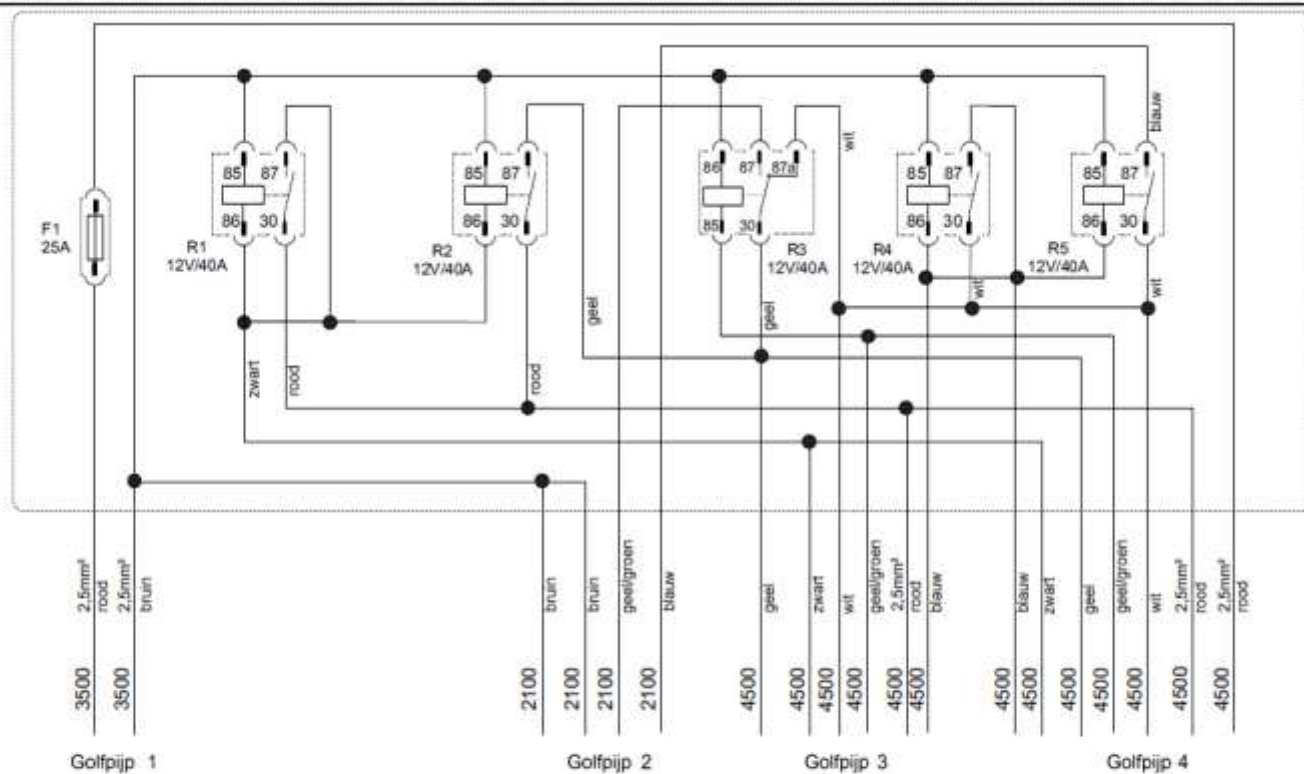 blauw
wit
85 87
86 30
R1
12V/40A
85 87
86 30
R2
12V/40A
86 87 87a
85 30
R3
12V/40A
85 87
86 30
R4
12V/40A
85 87
86 30
R5
12V/40A
F1
25A
zwart
rood
rood
geel
geel
wit
wit
2,5mm²
rood
2,5mm²
bruin
bruin
bruin
geel/groen
blauw
geel
zwart
wit
geel/groen
2,5mm²
rood
blauw
blauw
zwart
geel
geel/groen
wit
2,5mm²
rood
2,5mm²
rood
3500
3500
2100
2100
2100
2100
4500
4500
4500
4500
4500
4500
4500
4500
4500
4500
4500
4500
4500
Golfpijp 1
Golfpijp 2
Golfpijp 3
Golfpijp 4